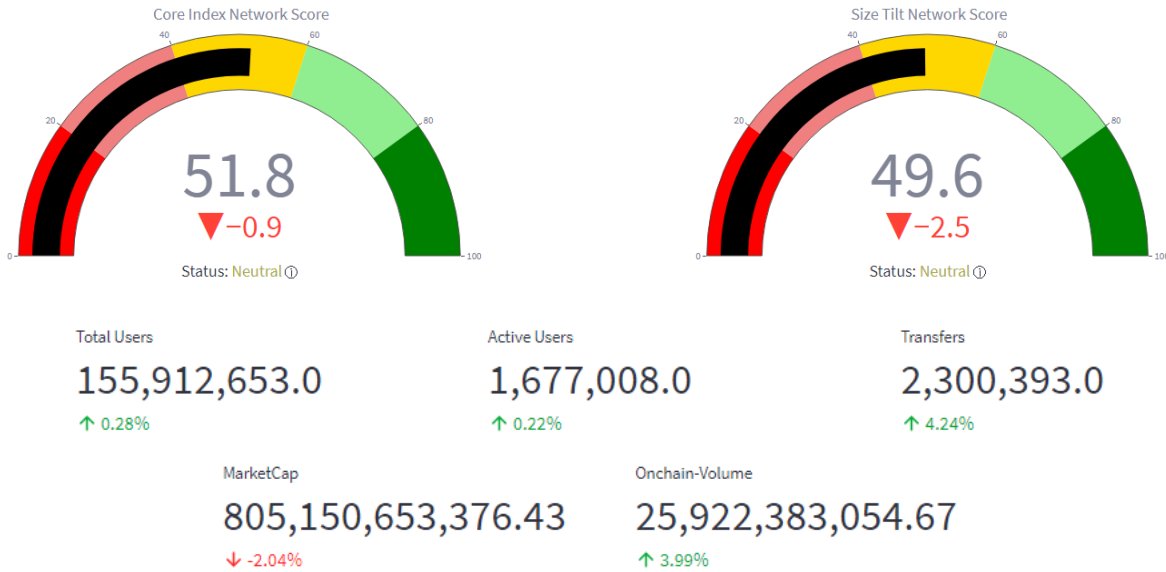 Core Index Network Score
0
20
40
60
80
100
51.8
▼−0.9
Status: Neutral ⓘ
Size Tilt Network Score
0
20
40
60
80
10
49.6
▼−2.5
Status: Neutral ⓘ
Total Users
155,912,653.0
↑ 0.28%
Active Users
1,677,008.0
↑ 0.22%
Transfers
2,300,393.0
↑ 4.24%
MarketCap
805,150,653,376.43
↓ -2.04%
Onchain-Volume
25,922,383,054.67
↑ 3.99%